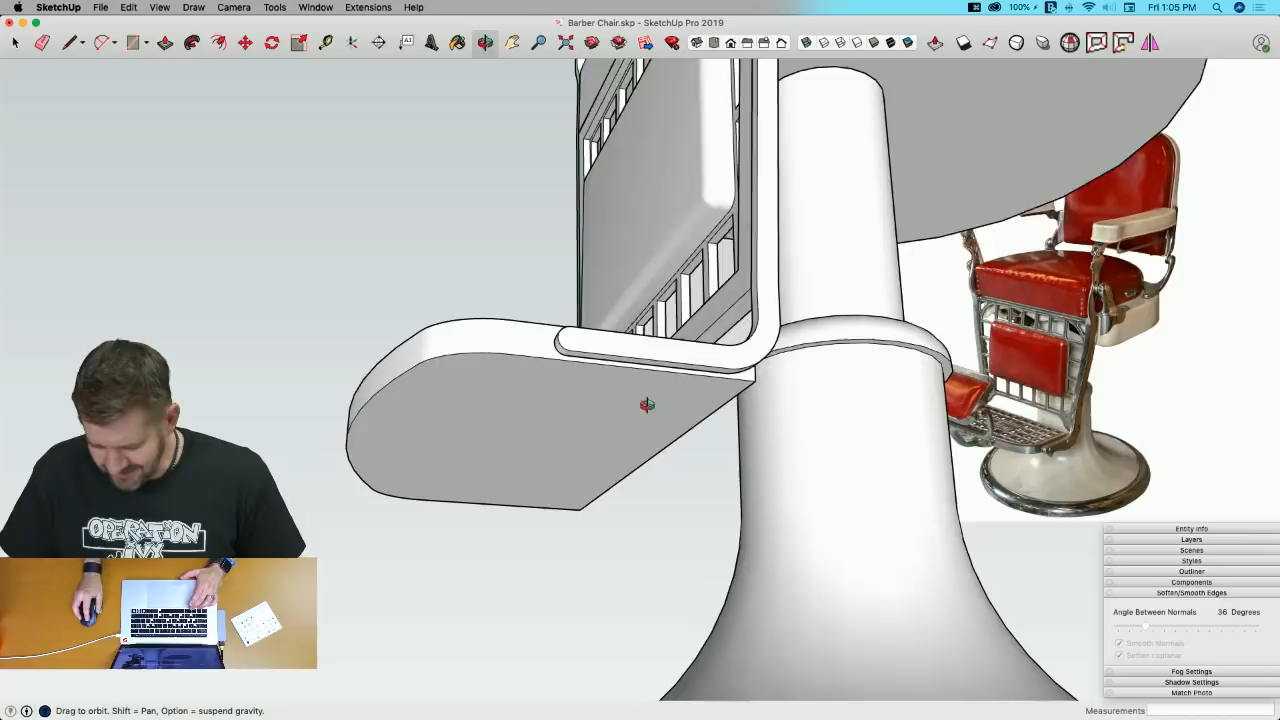 SketchUp File Edit View Draw Camera Tools Window Extensions Help
100% Fri 1:05 PM
Barber Chair.skp - SketchUp Pro 2019
OPERATION
Entity Info
Layers
Scenes
Styles
Outliner
Components
Soften/Smooth Edges
Angle Between Normals 36 Degrees
Smooth Normals
Soften coplanar
Fog Settings
Shadow Settings
Match Photo
Drag to orbit. Shift = Pan, Option = suspend gravity.
Measurements